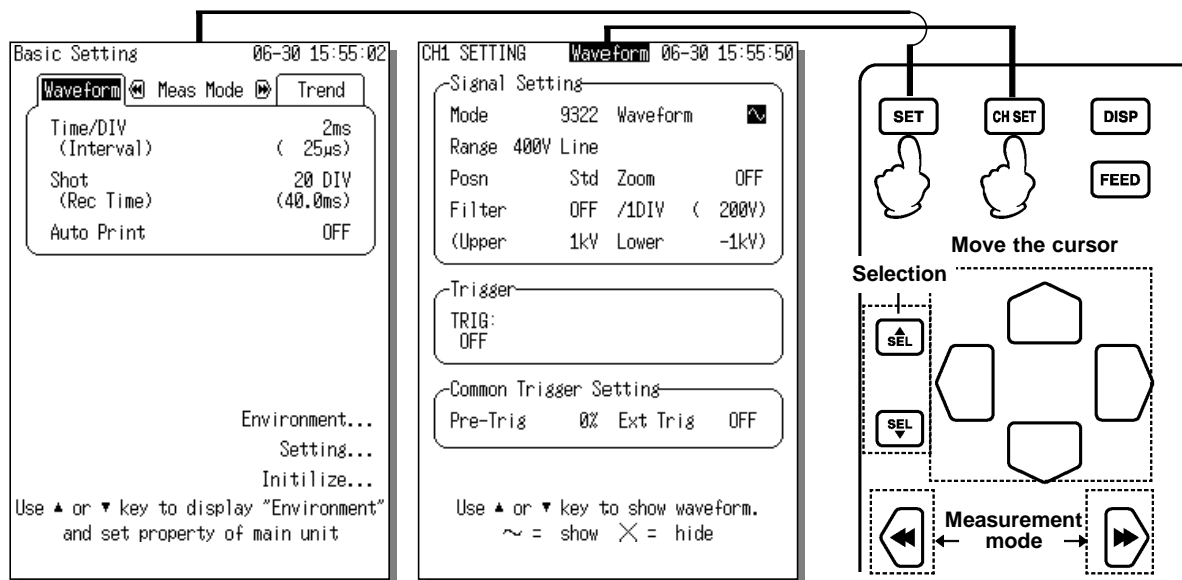 Basic Setting 06-30 15:55:02
Waveform Meas Mode Trend
Time/DIV 2ms
(Interval) ( 25µs)
Shot 20 DIV
(Rec Time) (40.0ms)
Auto Print OFF
Environment...
Setting...
Initilize...
Use ▲ or ▼ key to display "Environment"
and set property of main unit
CH1 SETTING Waveform 06-30 15:55:50
Signal Setting
Mode 9322 Waveform ∿
Range 400V Line
Posn Std Zoom OFF
Filter OFF /1DIV ( 200V)
(Upper 1kV Lower -1kV)
Trigger
TRIG:
OFF
Common Trigger Setting
Pre-Trig 0% Ext Trig OFF
Use ▲ or ▼ key to show waveform.
~ = show ╳ = hide
SET
CH SET
DISP
FEED
Move the cursor
Selection
SEL
SEL
Measurement
mode